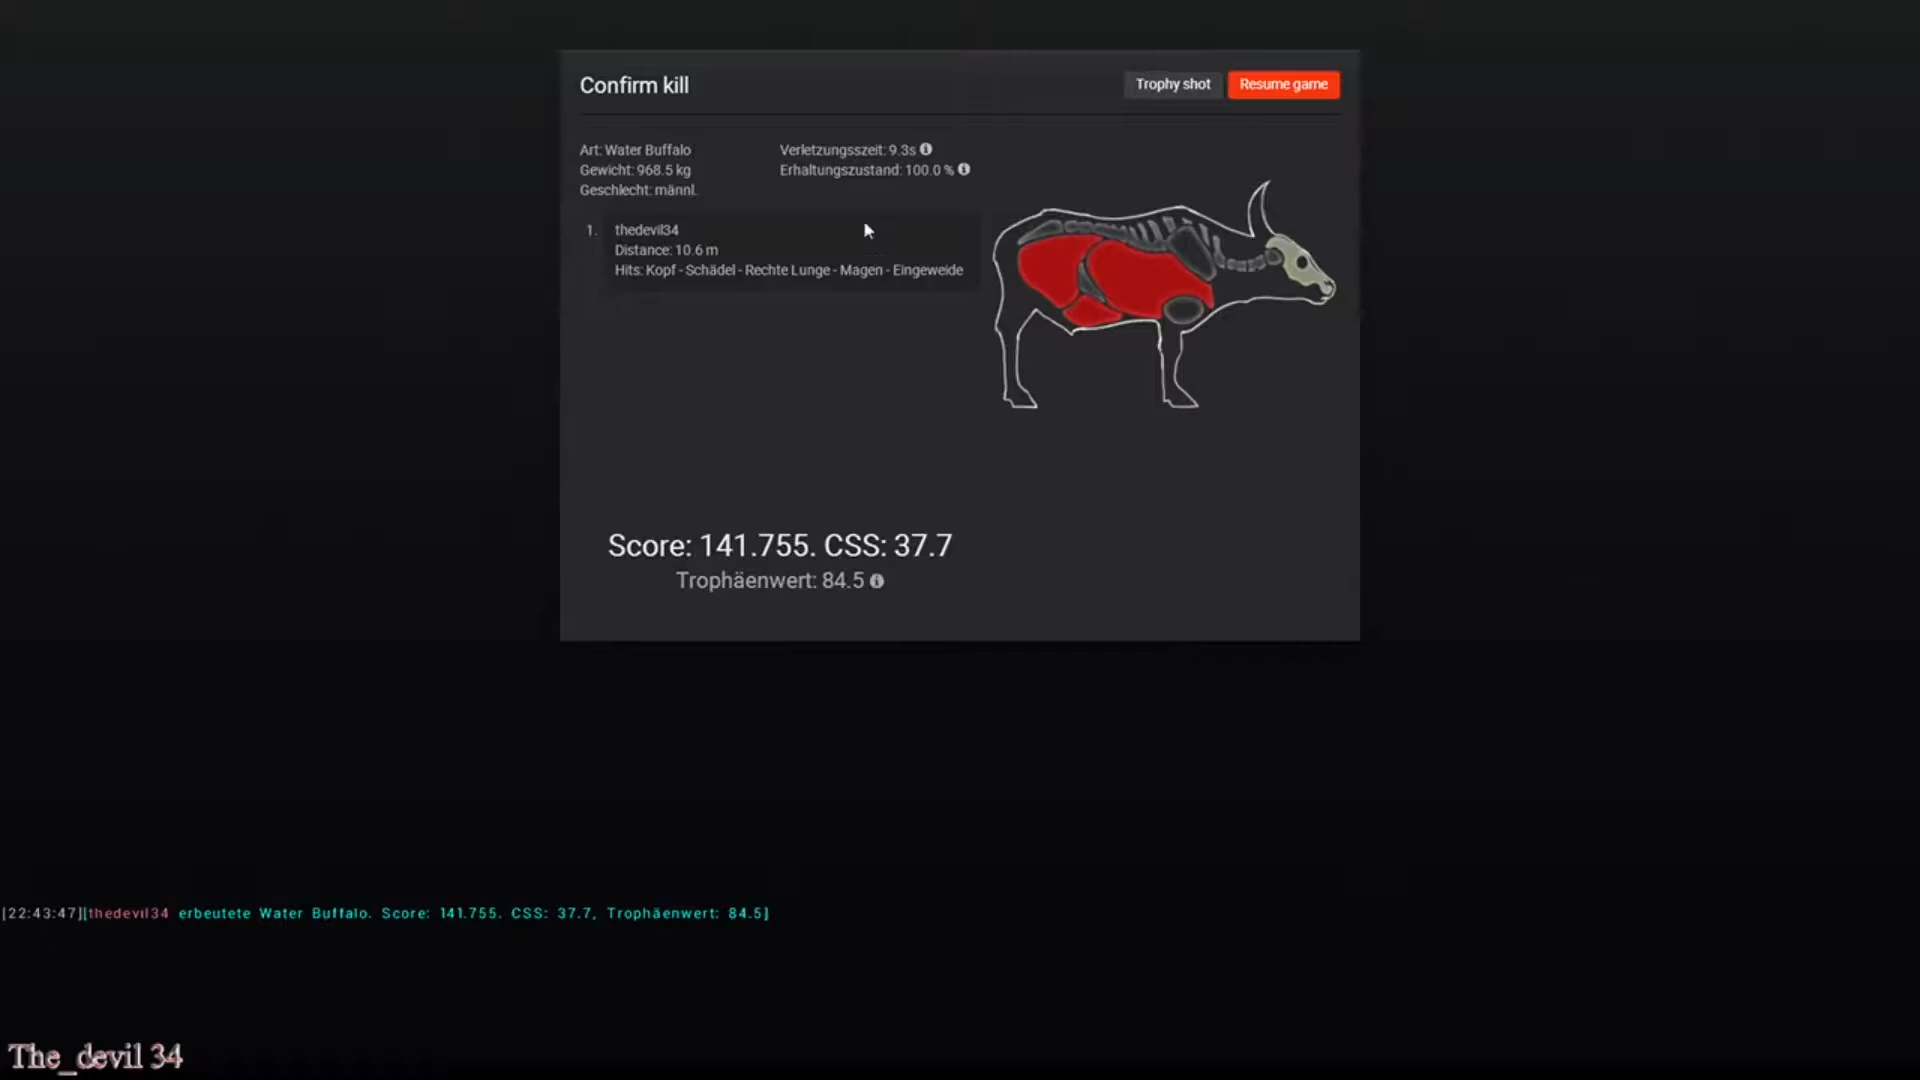 Confirm kill
Trophy shot
Resume game
Art: Water Buffalo
Gewicht: 968.5 kg
Geschlecht: männl.
Verletzungsszeit: 9.3s
Erhaltungszustand: 100.0 %
1. thedevil34
Distance: 10.6 m
Hits: Kopf - Schädel - Rechte Lunge - Magen - Eingeweide
Score: 141.755. CSS: 37.7
Trophäenwert: 84.5
[22:43:47][thedevil34 erbeutete Water Buffalo. Score: 141.755. CSS: 37.7, Trophäenwert: 84.5]
The_devil 34